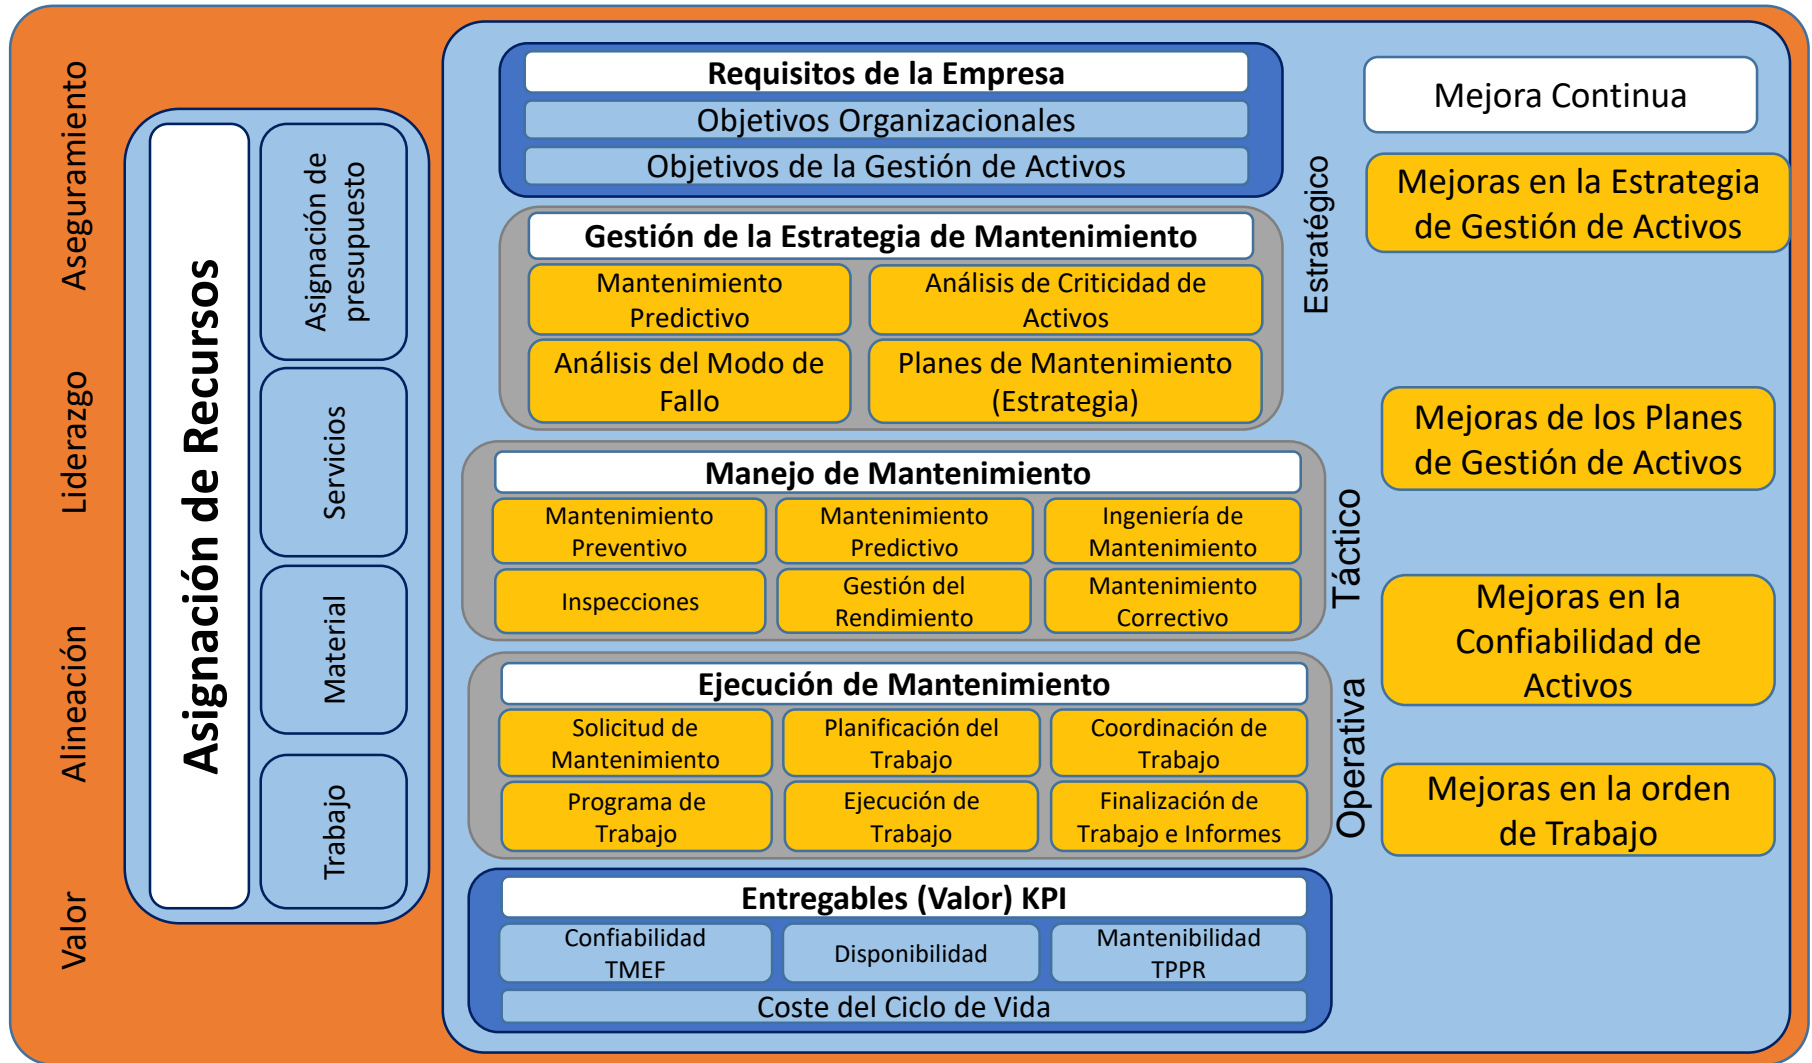 Aseguramiento
Liderazgo
Alineación
Valor
Asignación de Recursos
Asignación de
presupuesto
Servicios
Material
Trabajo
Requisitos de la Empresa
Objetivos Organizacionales
Objetivos de la Gestión de Activos
Gestión de la Estrategia de Mantenimiento
Mantenimiento
Predictivo
Análisis de Criticidad de
Activos
Análisis del Modo de
Fallo
Planes de Mantenimiento
(Estrategia)
Estratégico
Manejo de Mantenimiento
Mantenimiento
Preventivo
Mantenimiento
Predictivo
Ingeniería de
Mantenimiento
Inspecciones
Gestión del
Rendimiento
Mantenimiento
Correctivo
Táctico
Ejecución de Mantenimiento
Solicitud de
Mantenimiento
Planificación del
Trabajo
Coordinación de
Trabajo
Programa de
Trabajo
Ejecución de
Trabajo
Finalización de
Trabajo e Informes
Operativa
Entregables (Valor) KPI
Confiabilidad
TMEF
Disponibilidad
Mantenibilidad
TPPR
Coste del Ciclo de Vida
Mejora Continua
Mejoras en la Estrategia
de Gestión de Activos
Mejoras de los Planes
de Gestión de Activos
Mejoras en la
Confiabilidad de
Activos
Mejoras en la orden
de Trabajo